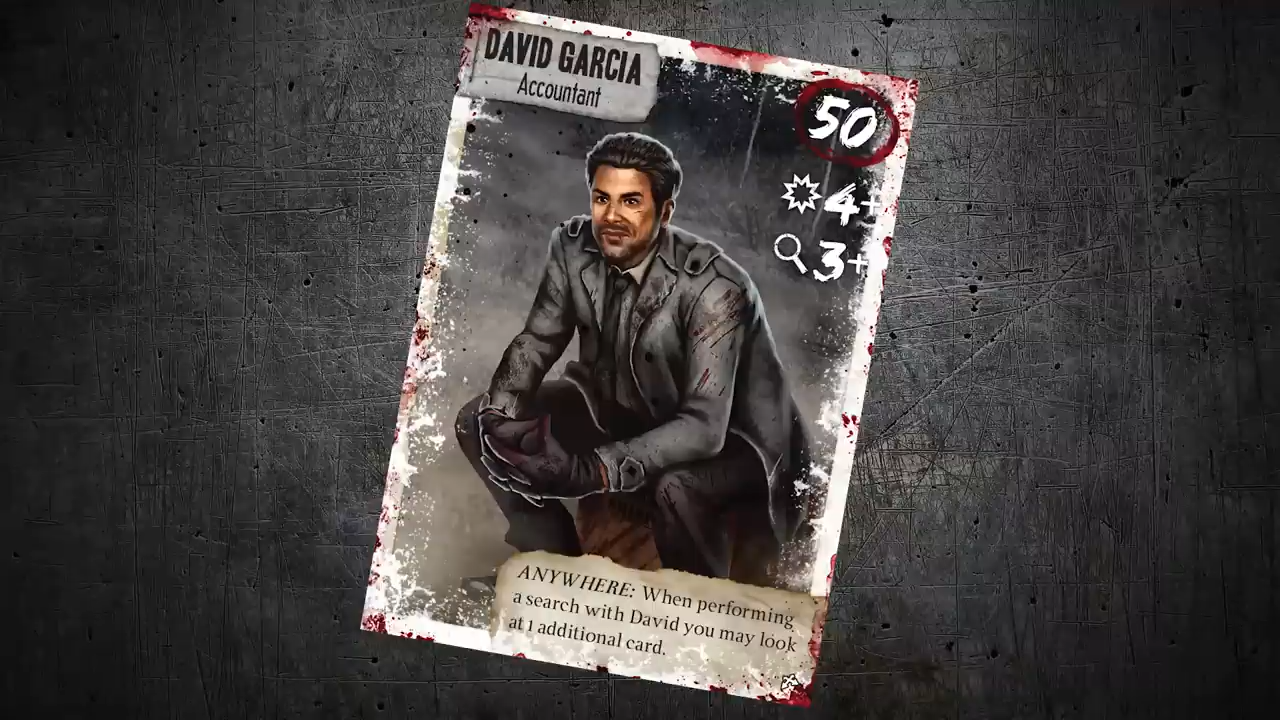 DAVID GARCIA
Accountant
50
4+
3+
ANYWHERE: When performing
a search with David you may look
at 1 additional card.